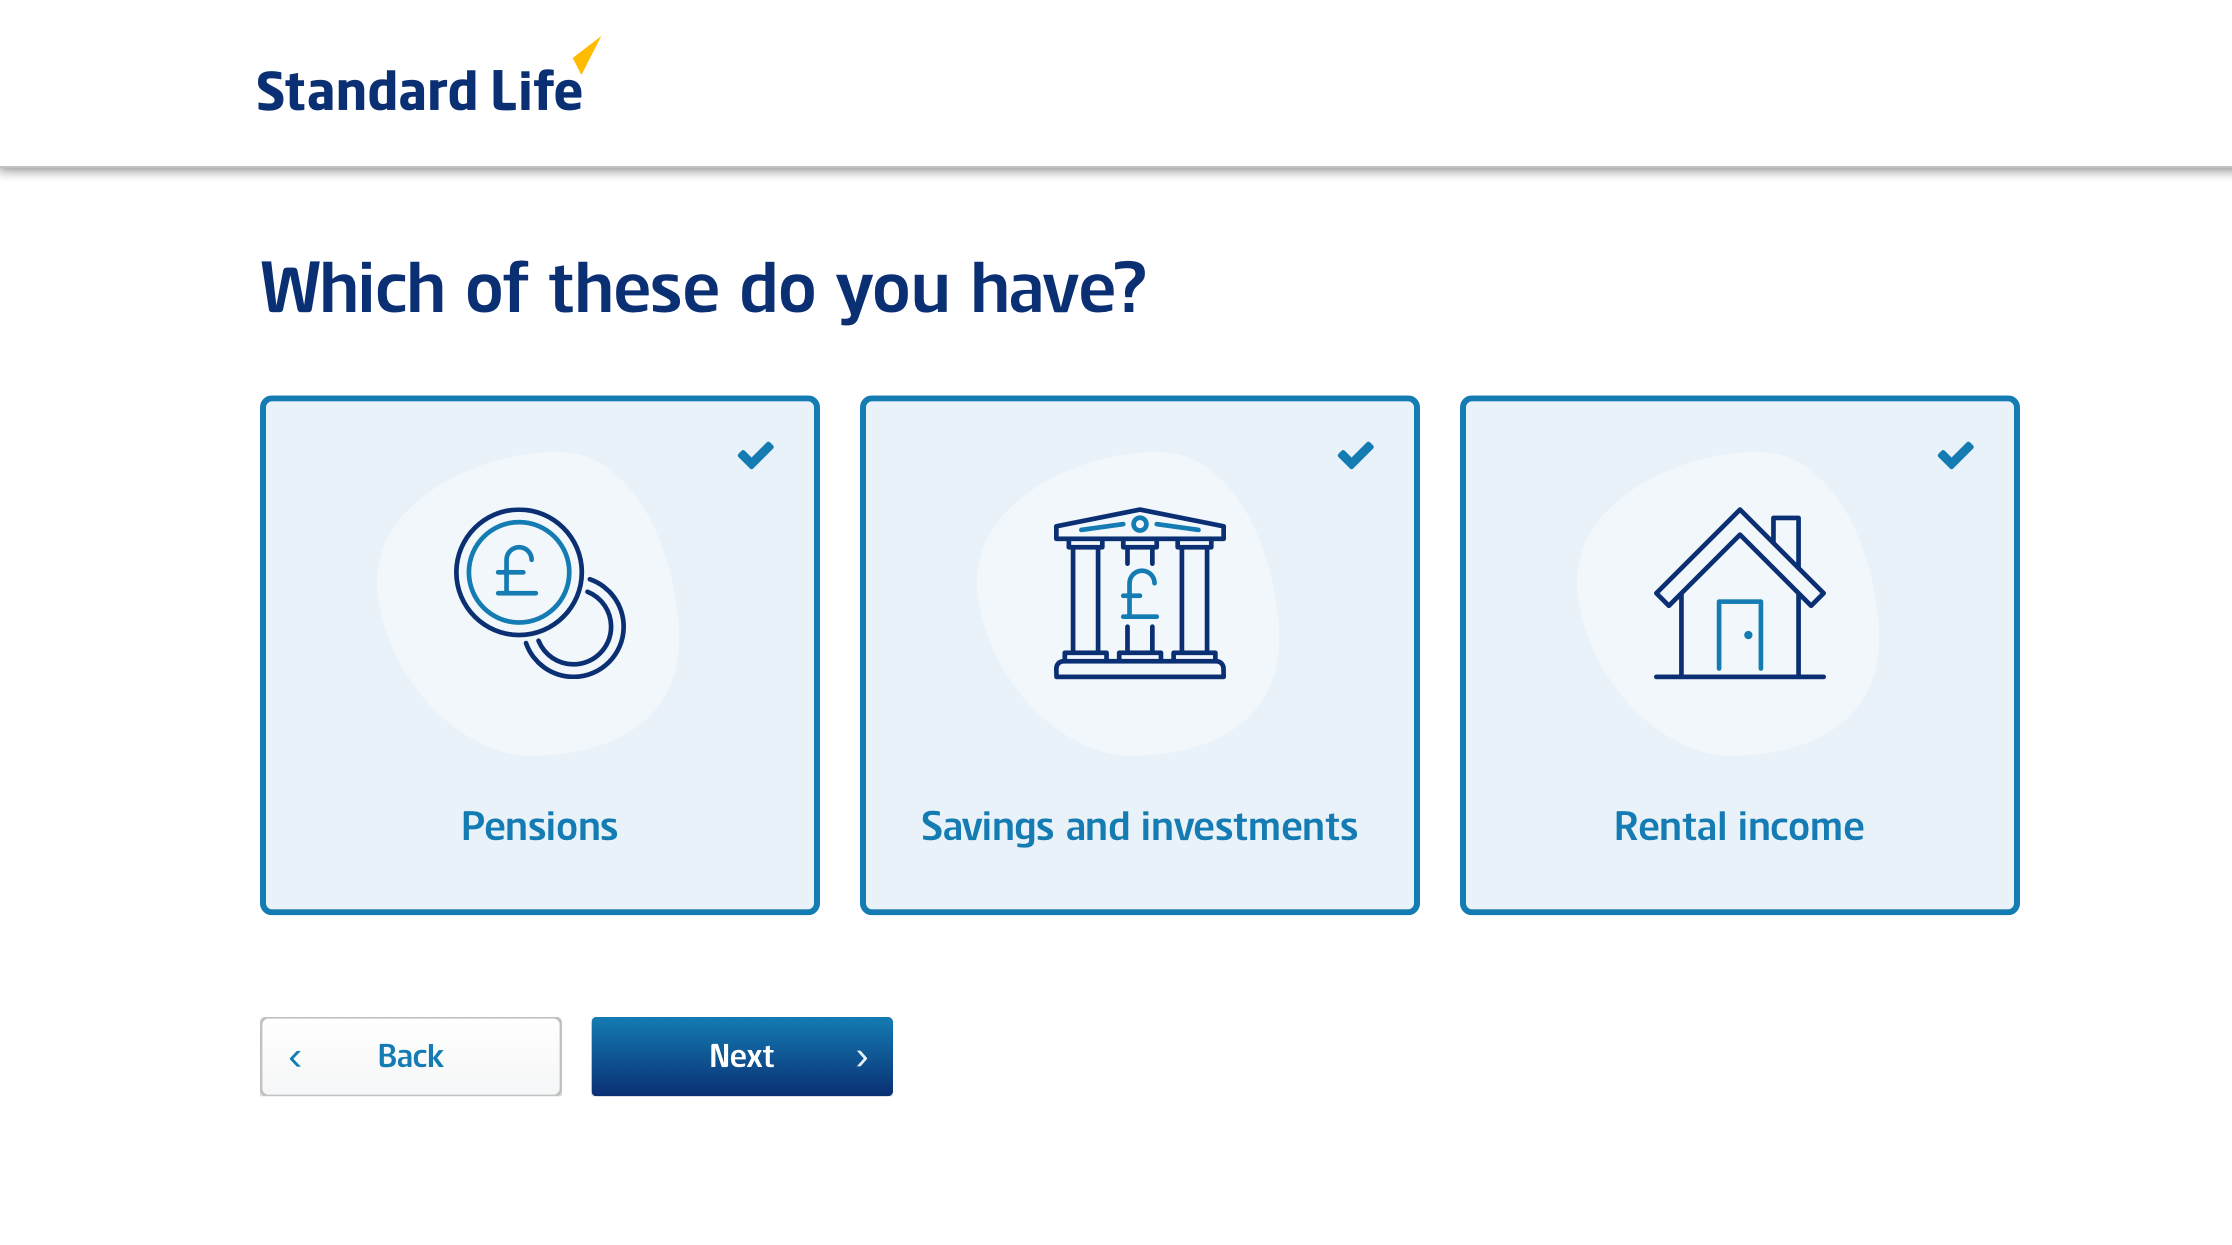 Standard Life
Which of these do you have?
£
£
Pensions
Savings and investments
Rental income
‹ Back
Next ›